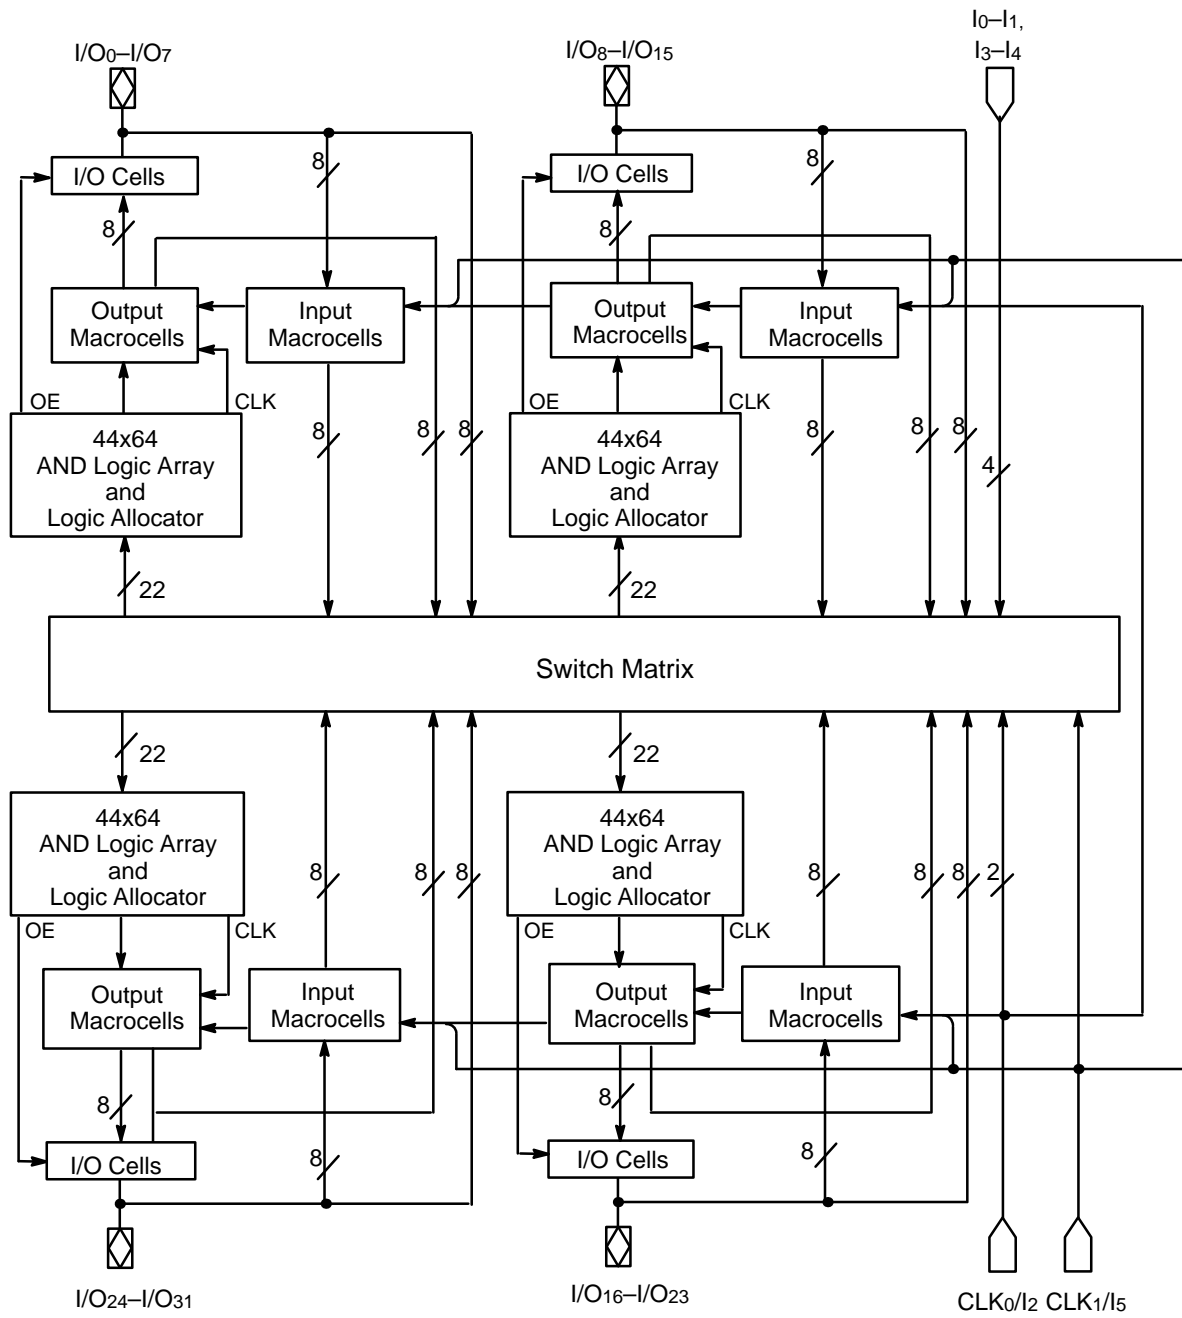 I0–I1,
I/O0–I/O7
I/O8–I/O15
I3–I4
I/O Cells
8
I/O Cells
8
8
8
Output
Macrocells
Input
Macrocells
Output
Macrocells
Input
Macrocells
OE
CLK
OE
CLK
44x64
AND Logic Array
and
Logic Allocator
8
8
8
44x64
AND Logic Array
and
Logic Allocator
8
8
8
4
22
22
Switch Matrix
22
22
44x64
AND Logic Array
and
Logic Allocator
8
8
8
44x64
AND Logic Array
and
Logic Allocator
8
8
8
2
OE
CLK
OE
CLK
Output
Macrocells
Input
Macrocells
Output
Macrocells
Input
Macrocells
8
8
I/O Cells
8
I/O Cells
8
I/O24–I/O31
I/O16–I/O23
CLK0/I2 CLK1/I5